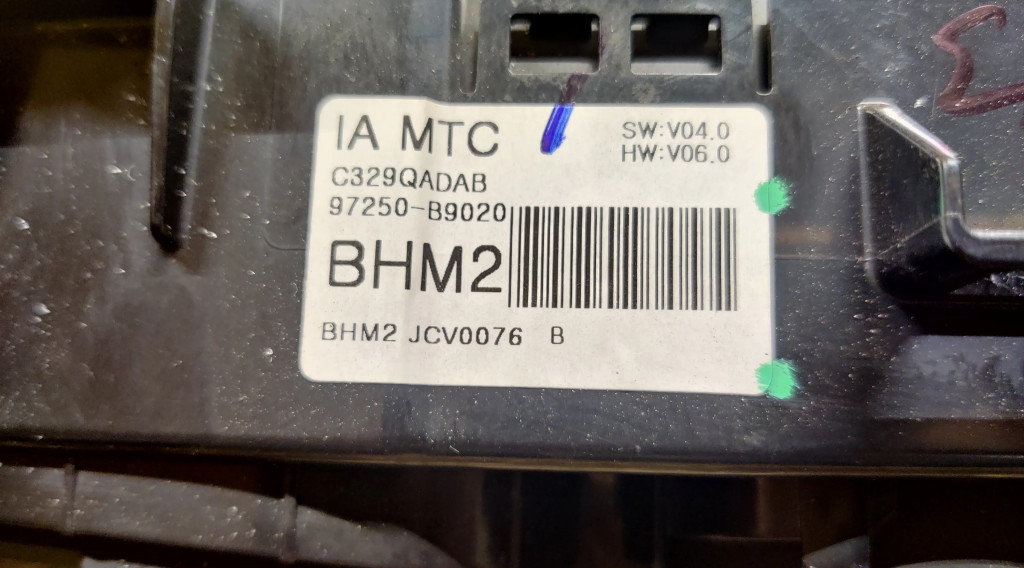 IA MTC
SW:V04.0
HW:V06.0
C329QADAB
97250-B9020
BHM2
BHM2 JCV0076 B